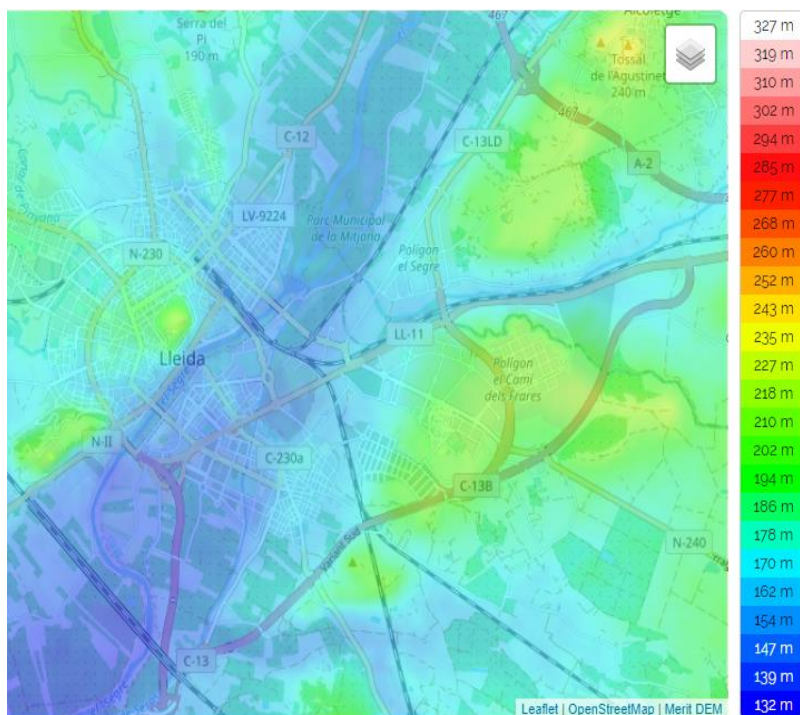 467
Alcoletge
Serra del
Pi
190 m
Tossal
de l'Agustinet
240 m
467
C-12
C-13LD
A-2
LV-9224
Parc Municipal
de la Mitjana
N-230
Polígon
el Segre
LL-11
Lleida
Polígon
el Camí
dels Frares
N-II
C-230a
C-13B
N-240
Variant Sud
C-13
Leaflet | OpenStreetMap | Merit DEM
327 m
319 m
310 m
302 m
294 m
285 m
277 m
268 m
260 m
252 m
243 m
235 m
227 m
218 m
210 m
202 m
194 m
186 m
178 m
170 m
162 m
154 m
147 m
139 m
132 m